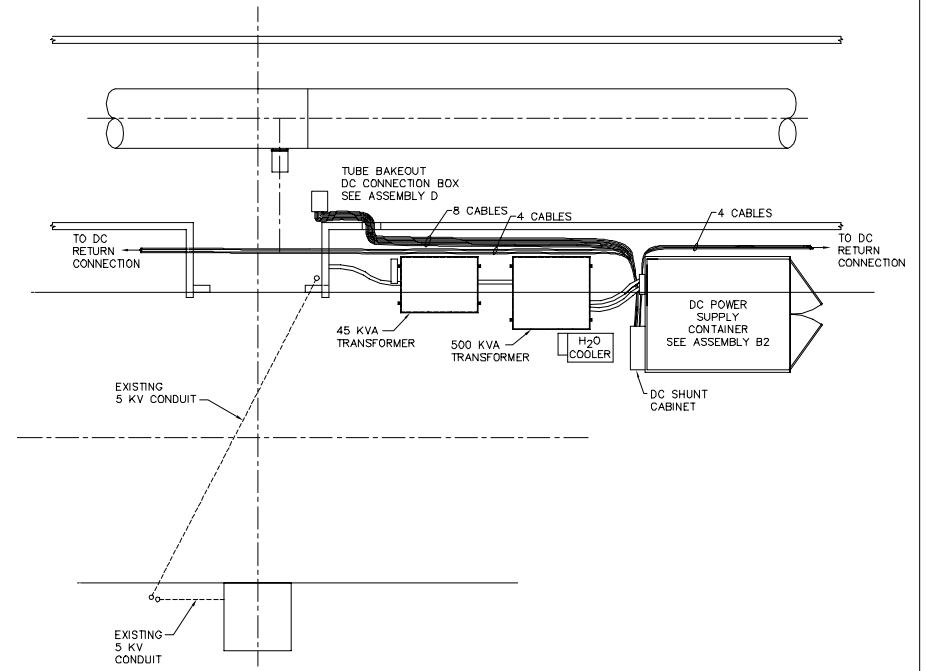 TUBE BAKEOUT
DC CONNECTION BOX
SEE ASSEMBLY D
8 CABLES
4 CABLES
4 CABLES
TO DC
RETURN
CONNECTION
TO DC
RETURN
CONNECTION
DC POWER
SUPPLY
CONTAINER
SEE ASSEMBLY B2
45 KVA
TRANSFORMER
500 KVA
TRANSFORMER
H2O
COOLER
DC SHUNT
CABINET
EXISTING
5 KV CONDUIT
EXISTING
5 KV
CONDUIT